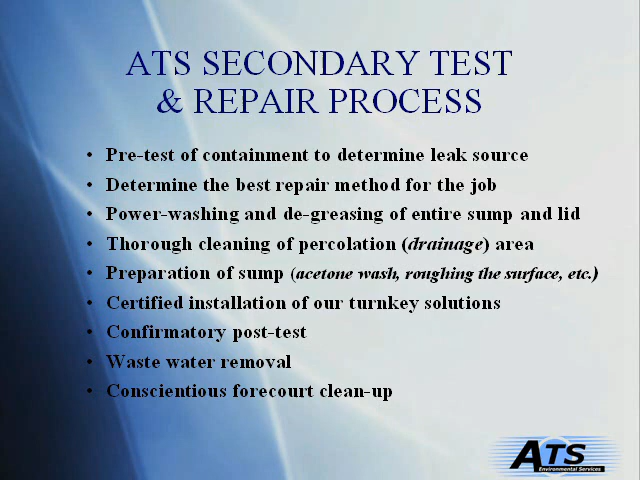 ATS SECONDARY TEST
& REPAIR PROCESS
• Pre-test of containment to determine leak source
• Determine the best repair method for the job
• Power-washing and de-greasing of entire sump and lid
• Thorough cleaning of percolation (drainage) area
• Preparation of sump (acetone wash, roughing the surface, etc.)
• Certified installation of our turnkey solutions
• Confirmatory post-test
• Waste water removal
• Conscientious forecourt clean-up
ATS
Environmental Services